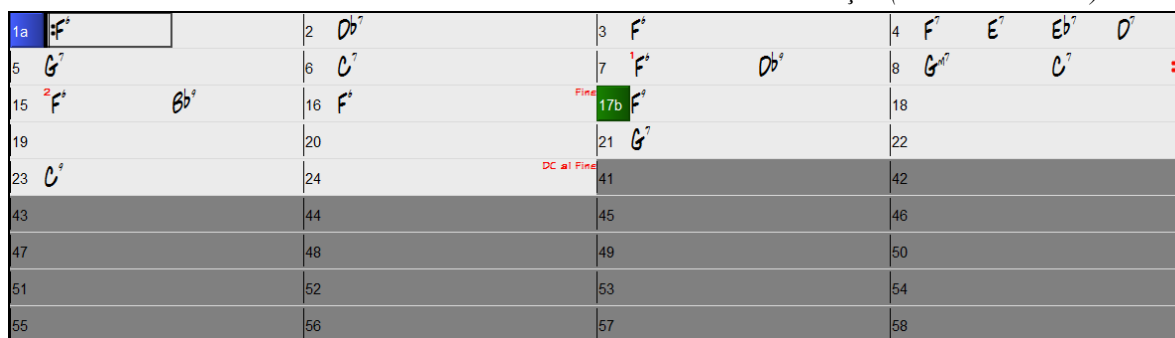 1a F6 2 Db7 3 F6 4 F7 E7 Eb7 D7
5 G7 6 C7 7 1 F6 Db9 8 Gm7 C7
15 2 F6 Bb9 16 F6 Fine 17b F9 18
19 20 21 G7 22
23 C9 24 DC al Fine 41 42
43 44 45 46
47 48 49 50
51 52 53 54
55 56 57 58